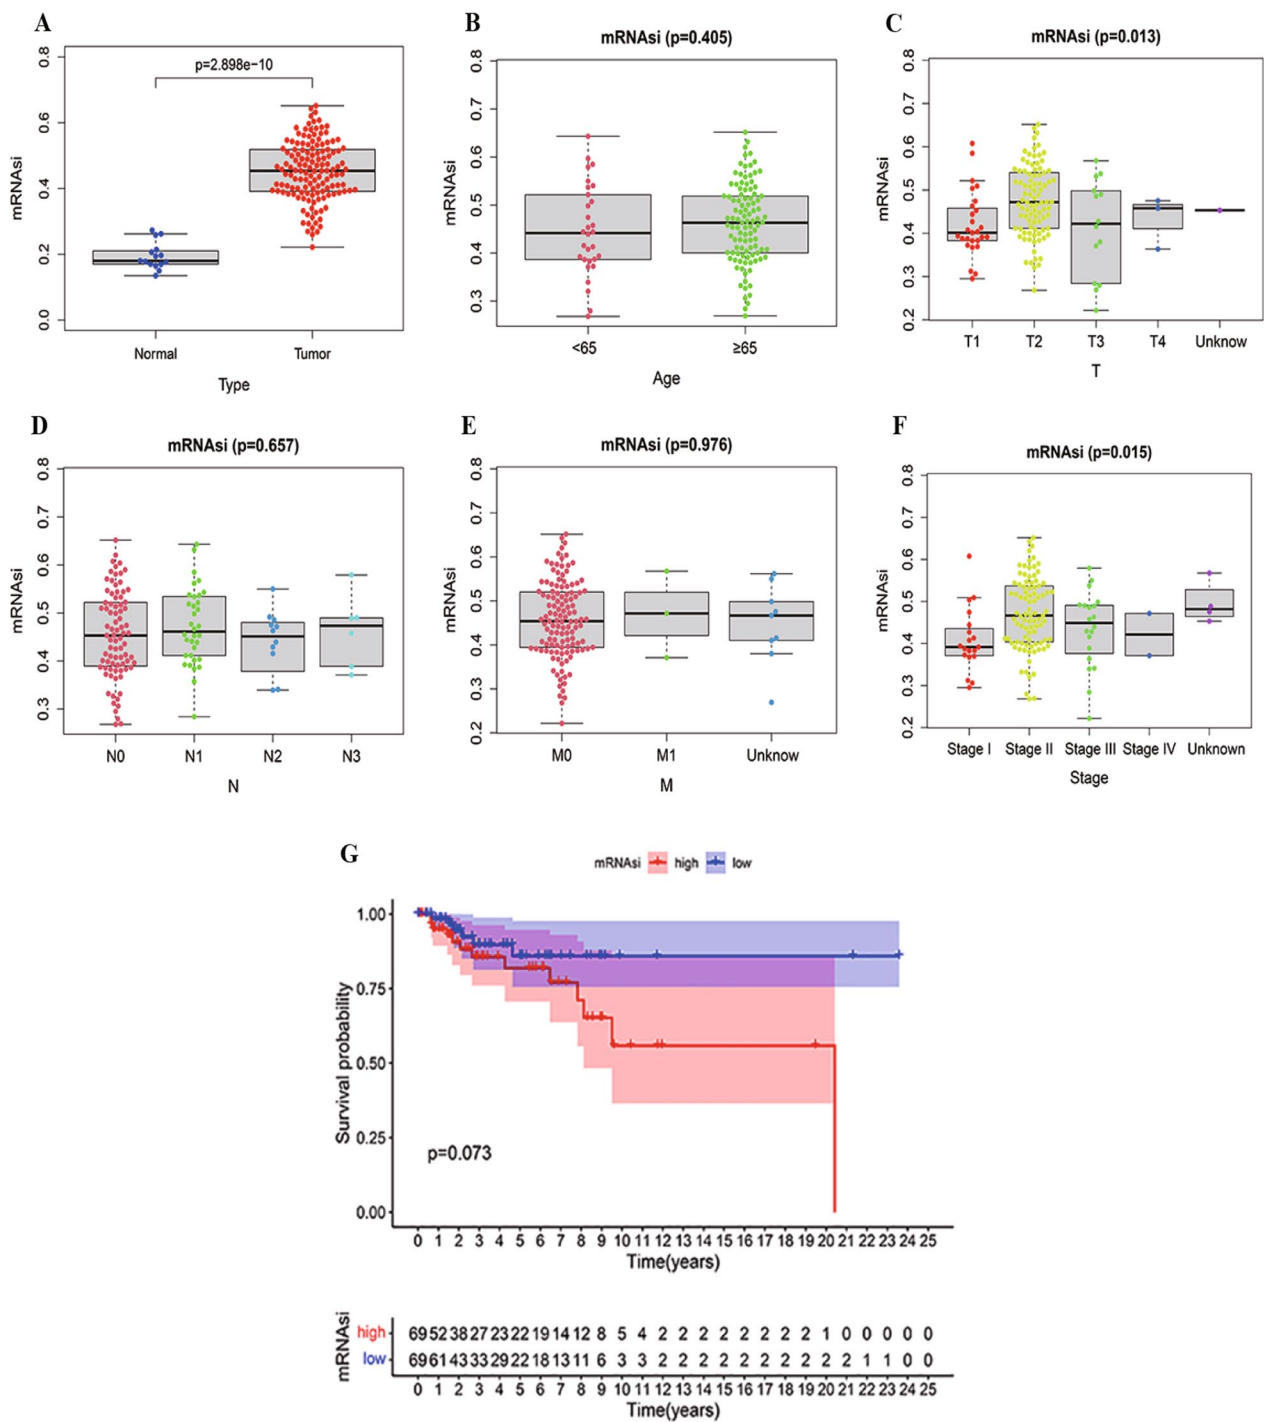 A
p=2.898e−10
mRNAsi
0.0 0.2 0.4 0.6 0.8
Normal Tumor
Type
B
mRNAsi (p=0.405)
mRNAsi
0.3 0.4 0.5 0.6 0.7 0.8
<65 ≥65
Age
C
mRNAsi (p=0.013)
mRNAsi
0.2 0.3 0.4 0.5 0.6 0.7 0.8
T1 T2 T3 T4 Unknow
T
D
mRNAsi (p=0.657)
mRNAsi
0.3 0.4 0.5 0.6 0.7 0.8
N0 N1 N2 N3
N
E
mRNAsi (p=0.976)
mRNAsi
0.2 0.3 0.4 0.5 0.6 0.7 0.8
M0 M1 Unknow
M
F
mRNAsi (p=0.015)
mRNAsi
0.2 0.3 0.4 0.5 0.6 0.7 0.8
Stage I Stage II Stage III Stage IV Unknown
Stage
G
mRNAsi high low
Survival probability
1.00
0.75
0.50
0.25
0.00
p=0.073
0 1 2 3 4 5 6 7 8 9 10 11 12 13 14 15 16 17 18 19 20 21 22 23 24 25
Time(years)
mRNAsi
high 69 52 38 27 23 22 19 14 12 8 5 4 2 2 2 2 2 2 2 2 1 0 0 0 0 0
low 69 61 43 33 29 22 18 13 11 6 3 3 2 2 2 2 2 2 2 2 2 2 1 1 0 0
0 1 2 3 4 5 6 7 8 9 10 11 12 13 14 15 16 17 18 19 20 21 22 23 24 25
Time(years)